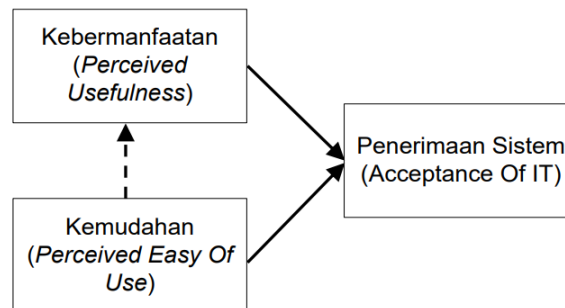 Kebermanfaatan
(Perceived
Usefulness)
Penerimaan Sistem
(Acceptance Of IT)
Kemudahan
(Perceived Easy Of
Use)